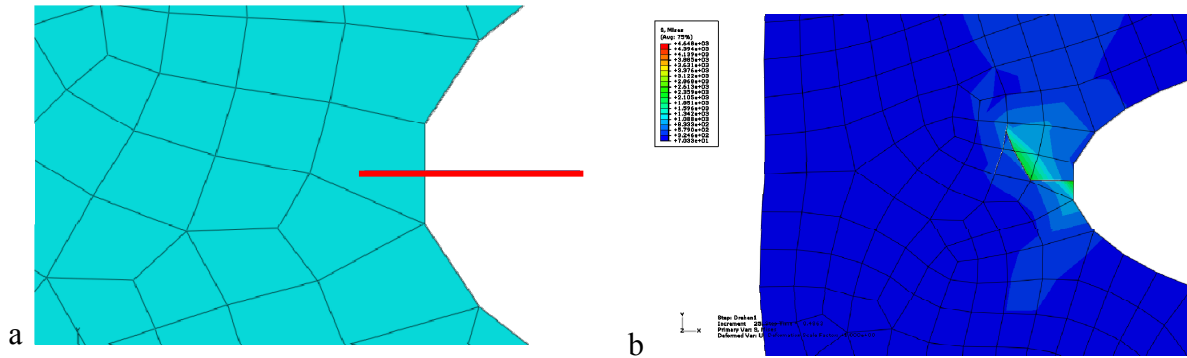 a
b
S, Mises
(Avg: 75%)
+4.648e+03
+4.394e+03
+4.139e+03
+3.885e+03
+3.631e+03
+3.376e+03
+3.122e+03
+2.868e+03
+2.613e+03
+2.359e+03
+2.105e+03
+1.851e+03
+1.596e+03
+1.342e+03
+1.088e+03
+8.333e+02
+5.790e+02
+3.246e+02
+7.033e+01
Y
Z
X
Step: Drehen1
Increment
Primary Var: S,
Deformed Var: U